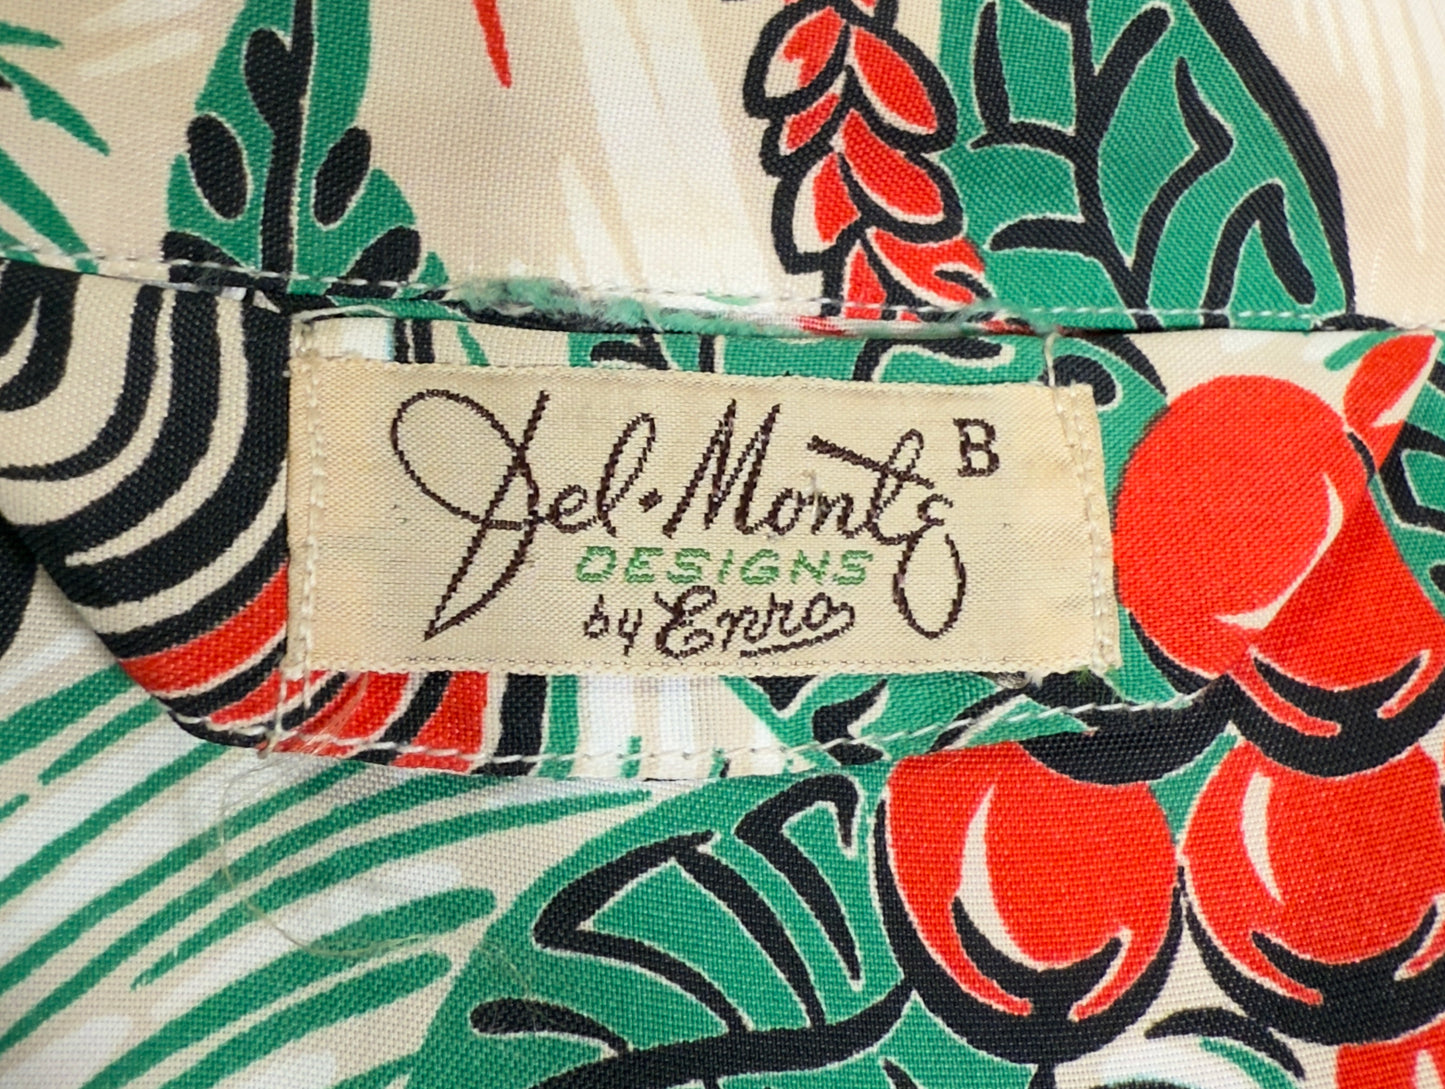 Del·Monte B
DESIGNS
by Enro